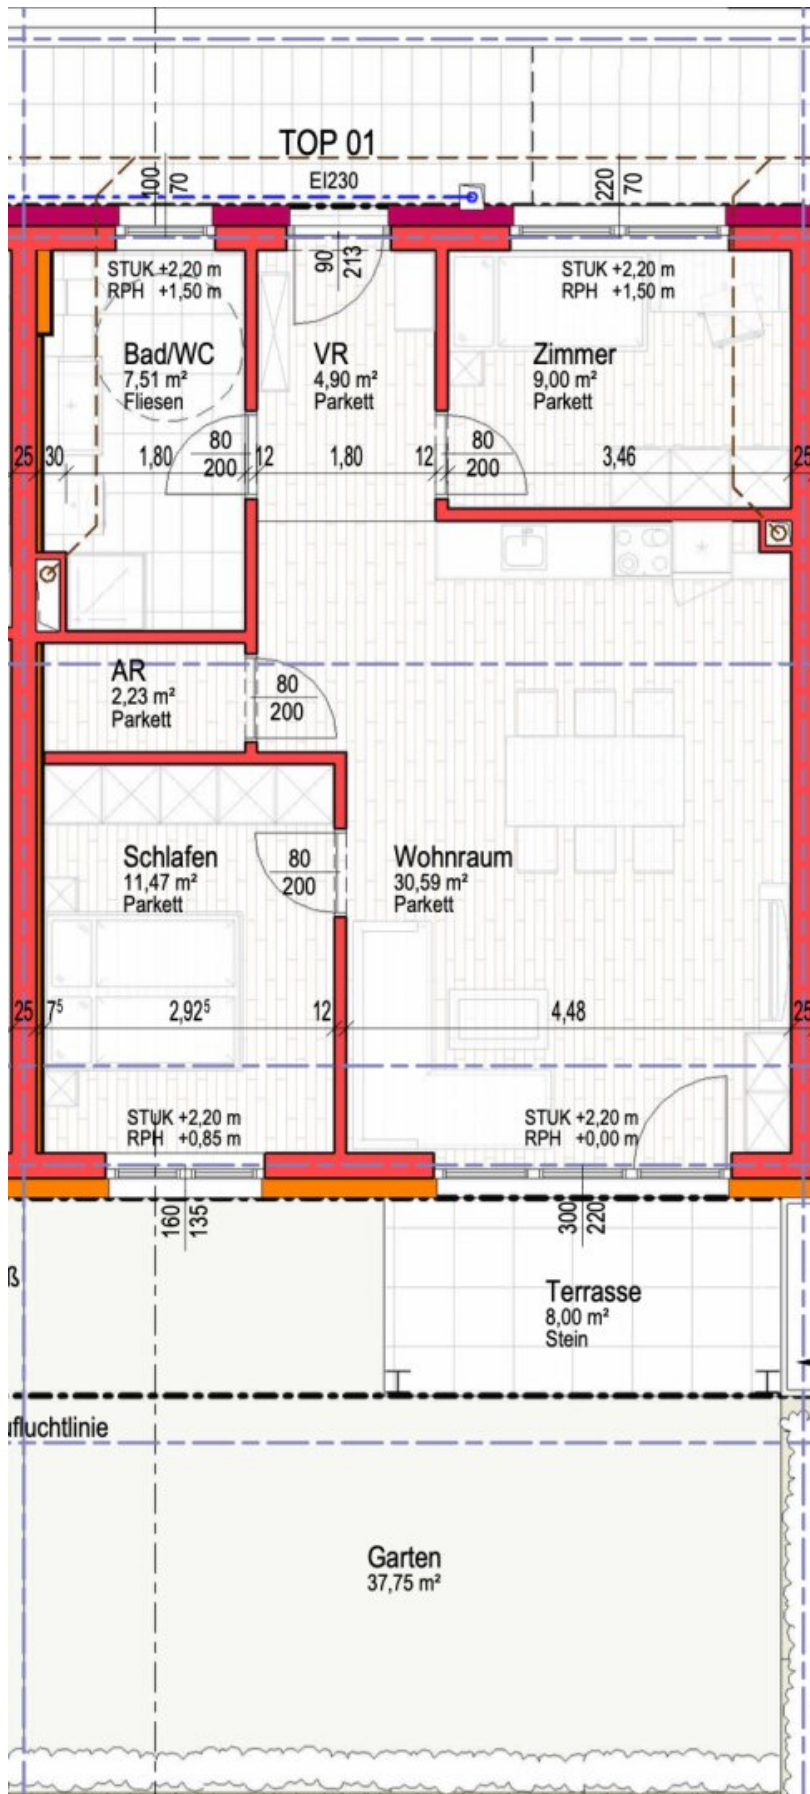 TOP 01
EI230
100
70
220
70
90
213
STUK +2,20 m
RPH +1,50 m
STUK +2,20 m
RPH +1,50 m
Bad/WC
7,51 m²
Fliesen
VR
4,90 m²
Parkett
Zimmer
9,00 m²
Parkett
80
200
80
200
25
30
1,80
12
1,80
12
3,46
25
AR
2,23 m²
Parkett
80
200
Schlafen
11,47 m²
Parkett
80
200
Wohnraum
30,59 m²
Parkett
25
7⁵
2,92⁵
12
4,48
25
STUK +2,20 m
RPH +0,85 m
STUK +2,20 m
RPH +0,00 m
160
135
300
220
ß
Terrasse
8,00 m²
Stein
ufluchtlinie
Garten
37,75 m²